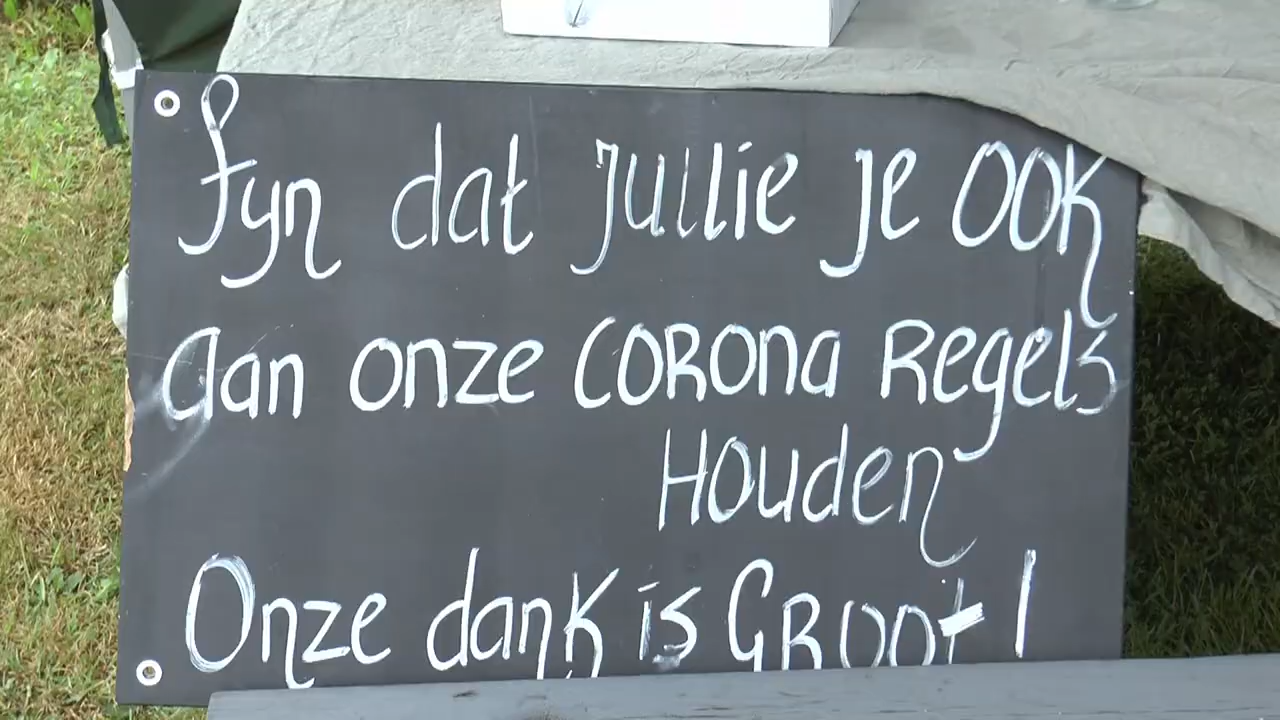 Fyn dat jullie je OOK
aan onze CORONA Regels
Houden
Onze dank is GROOT!